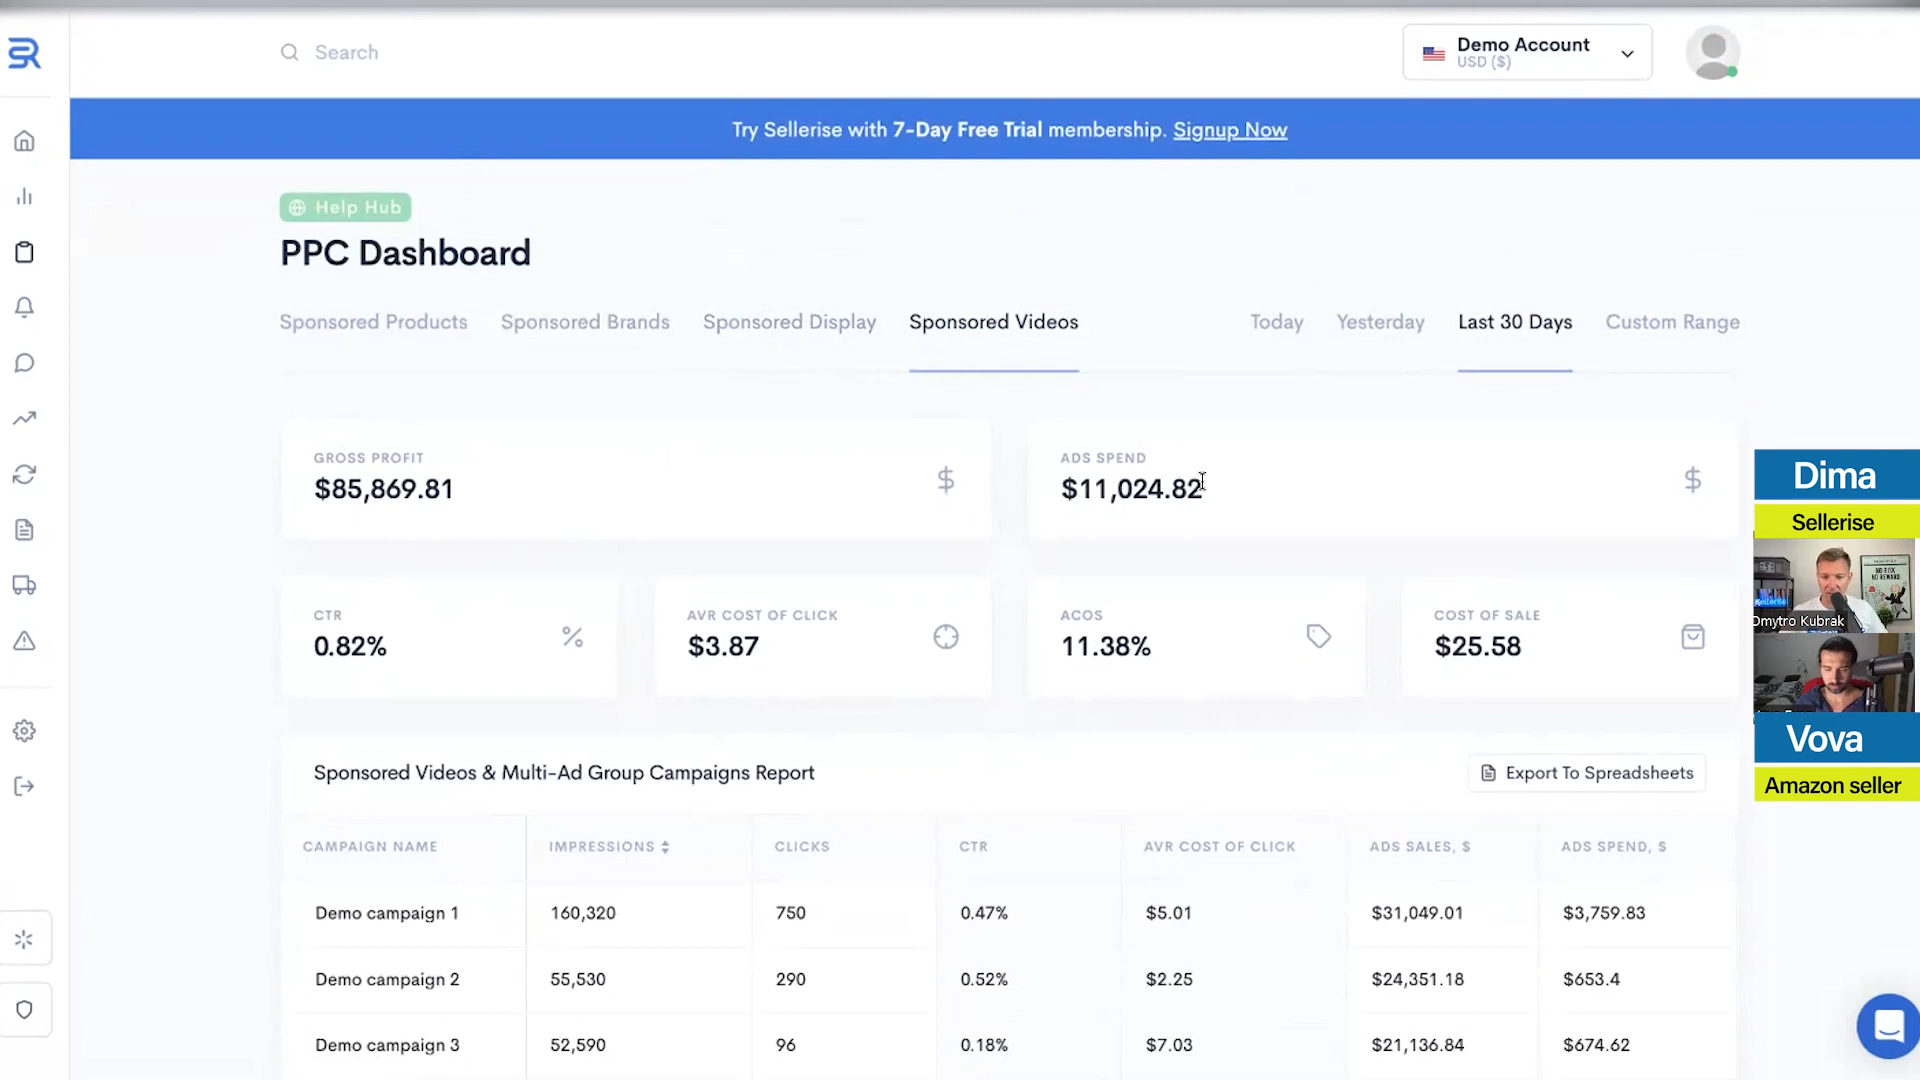 SR
Search
Demo Account
USD ($)
Try Sellerise with 7-Day Free Trial membership. Signup Now
Help Hub
PPC Dashboard
Sponsored Products Sponsored Brands Sponsored Display Sponsored Videos Today Yesterday Last 30 Days Custom Range
GROSS PROFIT
$85,869.81
$
ADS SPEND
$11,024.82
$
CTR
0.82%
%
AVR COST OF CLICK
$3.87
ACOS
11.38%
COST OF SALE
$25.58
Sponsored Videos & Multi-Ad Group Campaigns Report
Export To Spreadsheets
CAMPAIGN NAME IMPRESSIONS CLICKS CTR AVR COST OF CLICK ADS SALES, $ ADS SPEND, $
Demo campaign 1 160,320 750 0.47% $5.01 $31,049.01 $3,759.83
Demo campaign 2 55,530 290 0.52% $2.25 $24,351.18 $653.4
Demo campaign 3 52,590 96 0.18% $7.03 $21,136.84 $674.62
Dima
Sellerise
NO RISK
NO REWARD
Dmytro Kubrak
Vova
Amazon seller